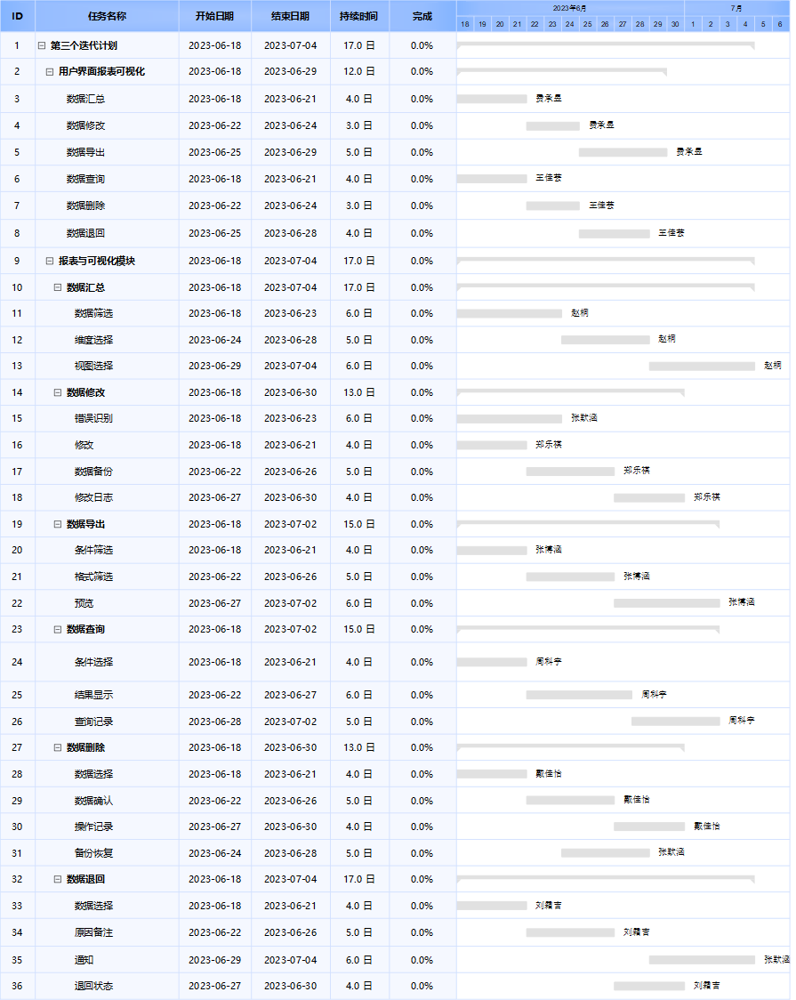 ID 任务名称 开始日期 结束日期 持续时间 完成 2023年6月 7月
18 19 20 21 22 23 24 25 26 27 28 29 30 1 2 3 4 5 6
1 第三个迭代计划 2023-06-18 2023-07-04 17.0 日 0.0%
2 用户界面报表可视化 2023-06-18 2023-06-29 12.0 日 0.0%
3 数据汇总 2023-06-18 2023-06-21 4.0 日 0.0% 费承昱
4 数据修改 2023-06-22 2023-06-24 3.0 日 0.0% 费承昱
5 数据导出 2023-06-25 2023-06-29 5.0 日 0.0% 费承昱
6 数据查询 2023-06-18 2023-06-21 4.0 日 0.0% 王佳荟
7 数据删除 2023-06-22 2023-06-24 3.0 日 0.0% 王佳荟
8 数据退回 2023-06-25 2023-06-28 4.0 日 0.0% 王佳荟
9 报表与可视化模块 2023-06-18 2023-07-04 17.0 日 0.0%
10 数据汇总 2023-06-18 2023-07-04 17.0 日 0.0%
11 数据筛选 2023-06-18 2023-06-23 6.0 日 0.0% 赵桐
12 维度选择 2023-06-24 2023-06-28 5.0 日 0.0% 赵桐
13 视图选择 2023-06-29 2023-07-04 6.0 日 0.0% 赵桐
14 数据修改 2023-06-18 2023-06-30 13.0 日 0.0%
15 错误识别 2023-06-18 2023-06-23 6.0 日 0.0% 张默涵
16 修改 2023-06-18 2023-06-21 4.0 日 0.0% 郑乐祺
17 数据备份 2023-06-22 2023-06-26 5.0 日 0.0% 郑乐祺
18 修改日志 2023-06-27 2023-06-30 4.0 日 0.0% 郑乐祺
19 数据导出 2023-06-18 2023-07-02 15.0 日 0.0%
20 条件筛选 2023-06-18 2023-06-21 4.0 日 0.0% 张博涵
21 格式筛选 2023-06-22 2023-06-26 5.0 日 0.0% 张博涵
22 预览 2023-06-27 2023-07-02 6.0 日 0.0% 张博涵
23 数据查询 2023-06-18 2023-07-02 15.0 日 0.0%
24 条件选择 2023-06-18 2023-06-21 4.0 日 0.0% 周科宇
25 结果显示 2023-06-22 2023-06-27 6.0 日 0.0% 周科宇
26 查询记录 2023-06-28 2023-07-02 5.0 日 0.0% 周科宇
27 数据删除 2023-06-18 2023-06-30 13.0 日 0.0%
28 数据选择 2023-06-18 2023-06-21 4.0 日 0.0% 戴佳怡
29 数据确认 2023-06-22 2023-06-26 5.0 日 0.0% 戴佳怡
30 操作记录 2023-06-27 2023-06-30 4.0 日 0.0% 戴佳怡
31 备份恢复 2023-06-24 2023-06-28 5.0 日 0.0% 张默涵
32 数据退回 2023-06-18 2023-07-04 17.0 日 0.0%
33 数据选择 2023-06-18 2023-06-21 4.0 日 0.0% 刘霜吉
34 原因备注 2023-06-22 2023-06-26 5.0 日 0.0% 刘霜吉
35 通知 2023-06-29 2023-07-04 6.0 日 0.0% 张默涵
36 退回状态 2023-06-27 2023-06-30 4.0 日 0.0% 刘霜吉